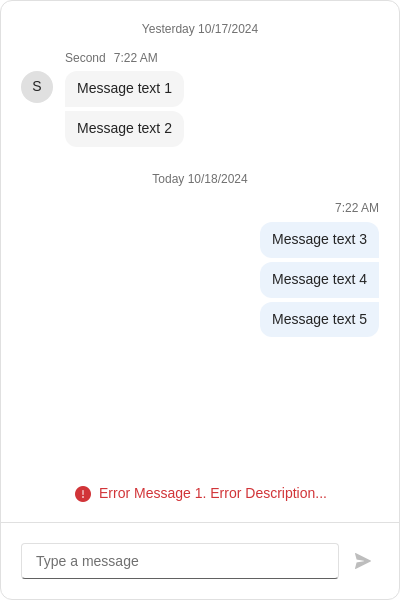 Yesterday 10/17/2024
Second 7:22 AM
S
Message text 1
Message text 2
Today 10/18/2024
7:22 AM
Message text 3
Message text 4
Message text 5
Error Message 1. Error Description...
Type a message